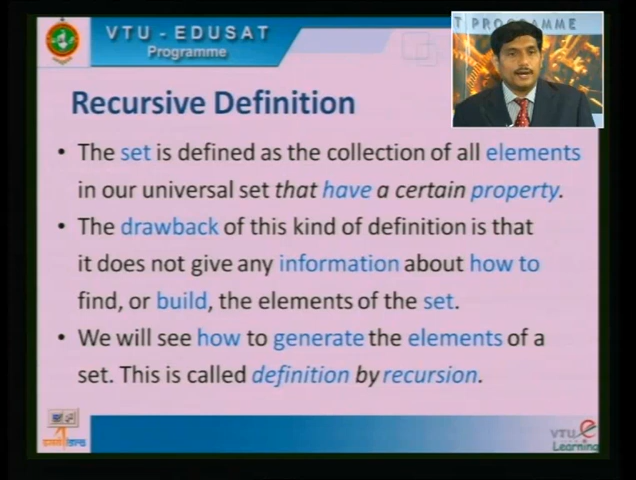 VTU - EDUSAT
Programme
T PROGRAMME
Recursive Definition
• The set is defined as the collection of all elements
in our universal set that have a certain property.
• The drawback of this kind of definition is that
it does not give any information about how to
find, or build, the elements of the set.
• We will see how to generate the elements of a
set. This is called definition by recursion.
VTU e
Learning